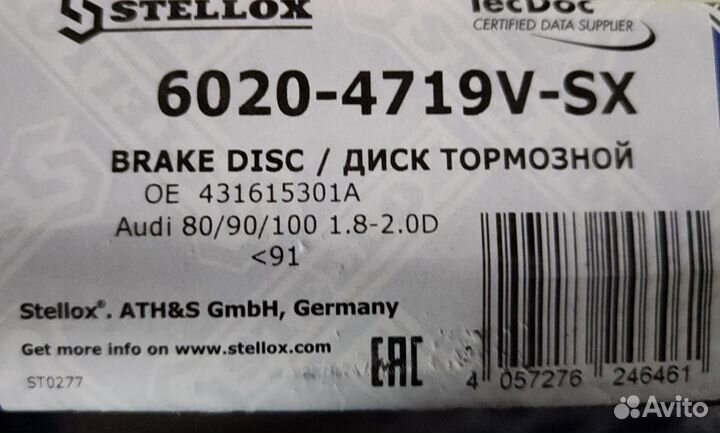 STELLOX
TecDoc
CERTIFIED DATA SUPPLIER
6020-4719V-SX
BRAKE DISC / ДИСК ТОРМОЗНОЙ
OE 431615301A
Audi 80/90/100 1.8-2.0D
<91
Stellox®. ATH&S GmbH, Germany
Get more info on www.stellox.com
EAC
ST0277
4 057276 246461
Avito